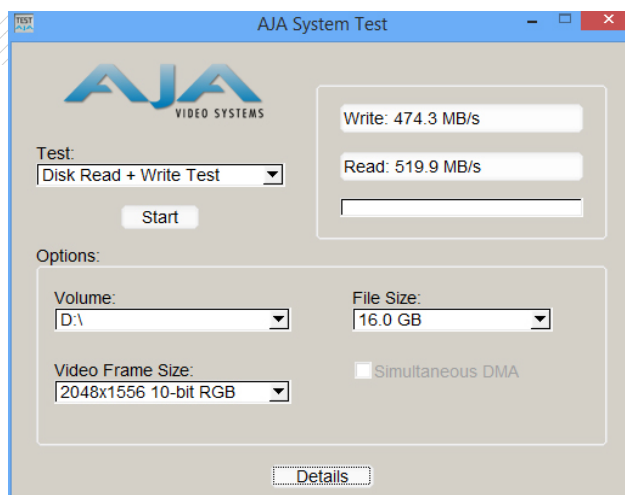 TEST
AJA
AJA System Test
AJA
VIDEO SYSTEMS
Write: 474.3 MB/s
Test:
Disk Read + Write Test
Read: 519.9 MB/s
Start
Options:
Volume:
File Size:
D:\
16.0 GB
Video Frame Size:
Simultaneous DMA
2048x1556 10-bit RGB
Details